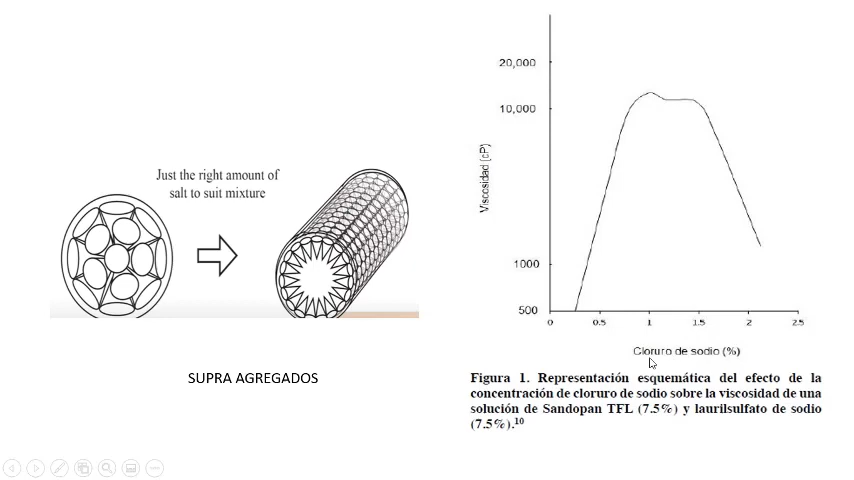 Just the right amount of
salt to suit mixture
SUPRA AGREGADOS
Viscosidad (cP)
20,000
10,000
1000
500
0
0.5
1
1.5
2
2.5
Cloruro de sodio (%)
Figura 1. Representación esquemática del efecto de la
concentración de cloruro de sodio sobre la viscosidad de una
solución de Sandopan TFL (7.5%) y laurilsulfato de sodio
(7.5%).10